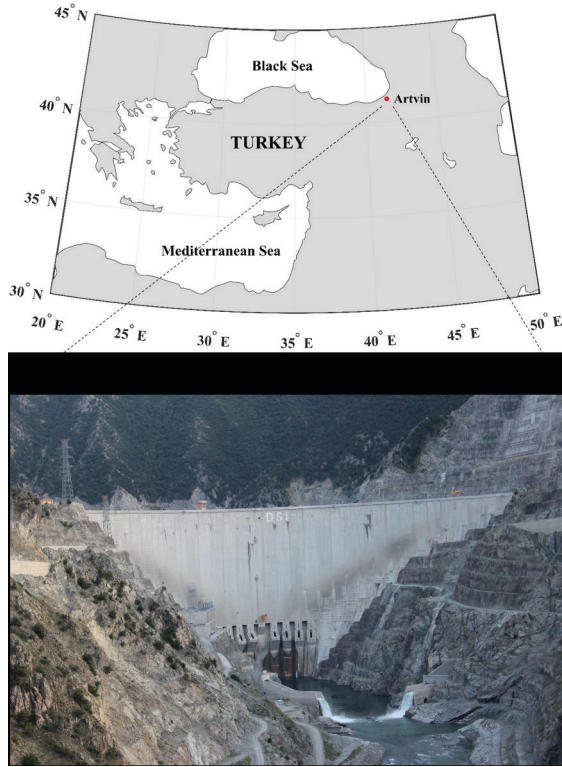 45° N
Black Sea
40° N
Artvin
TURKEY
35° N
Mediterranean Sea
30° N
20° E
25° E
30° E
35° E
40° E
45° E
50° E
DSI